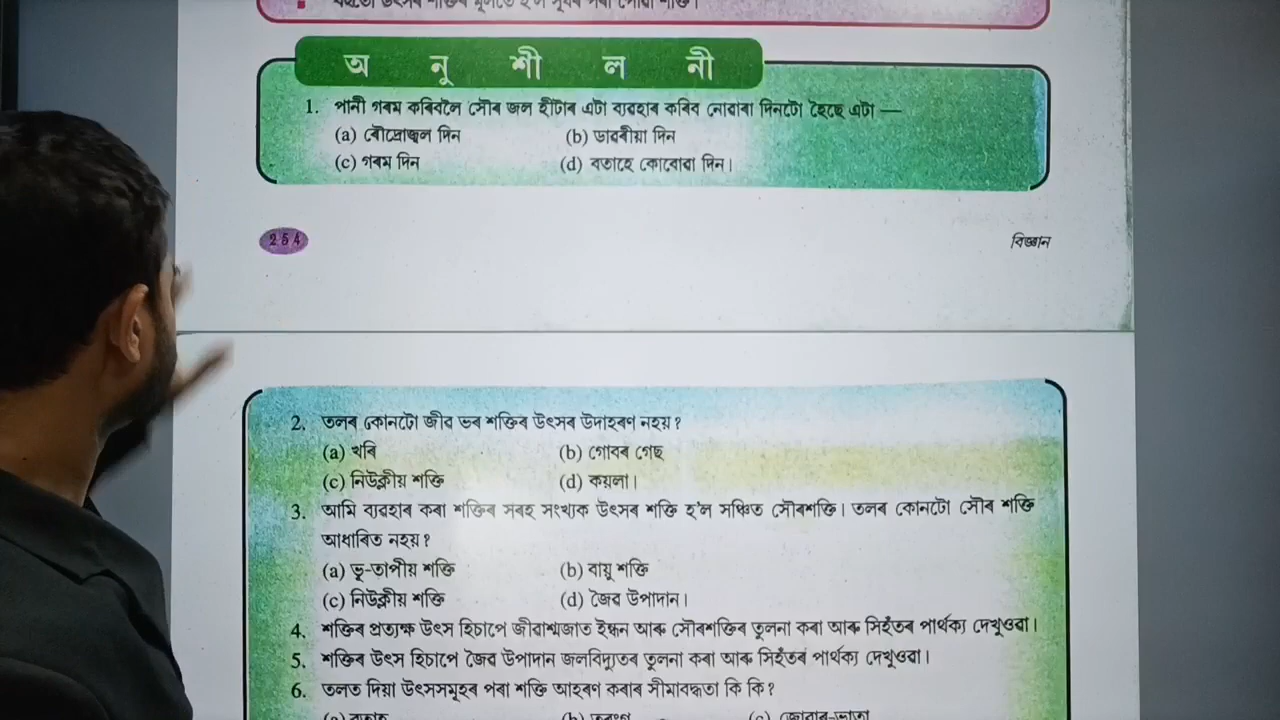 অ নু শী ল নী
1. পানী গৰম কৰিবলৈ সৌৰ জল হীটাৰ এটা ব্যৱহাৰ কৰিব নোৱাৰা দিনটো হৈছে এটা —
(a) ৰৌদ্ৰোজ্জ্বল দিন (b) ডাৱৰীয়া দিন
(c) গৰম দিন (d) বতাহে কোবোৱা দিন।
254 বিজ্ঞান
2. তলৰ কোনটো জীৱ ভৰ শক্তিৰ উৎসৰ উদাহৰণ নহয়?
(a) খৰি (b) গোবৰ গেছ
(c) নিউক্লীয় শক্তি (d) কয়লা।
3. আমি ব্যৱহাৰ কৰা শক্তিৰ সৰহ সংখ্যক উৎসৰ শক্তি হ'ল সঞ্চিত সৌৰশক্তি। তলৰ কোনটো সৌৰ শক্তি
আধাৰিত নহয়?
(a) ভূ-তাপীয় শক্তি (b) বায়ু শক্তি
(c) নিউক্লীয় শক্তি (d) জৈৱ উপাদান।
4. শক্তিৰ প্ৰত্যক্ষ উৎস হিচাপে জীৱাশ্মজাত ইন্ধন আৰু সৌৰশক্তিৰ তুলনা কৰা আৰু সিহঁতৰ পাৰ্থক্য দেখুওৱা।
5. শক্তিৰ উৎস হিচাপে জৈৱ উপাদান জলবিদ্যুতৰ তুলনা কৰা আৰু সিহঁতৰ পাৰ্থক্য দেখুওৱা।
6. তলত দিয়া উৎসসমূহৰ পৰা শক্তি আহৰণ কৰাৰ সীমাবদ্ধতা কি কি?
(a) বতাহ (b) তৰংগ (c) জোৱাৰ-ভাতা